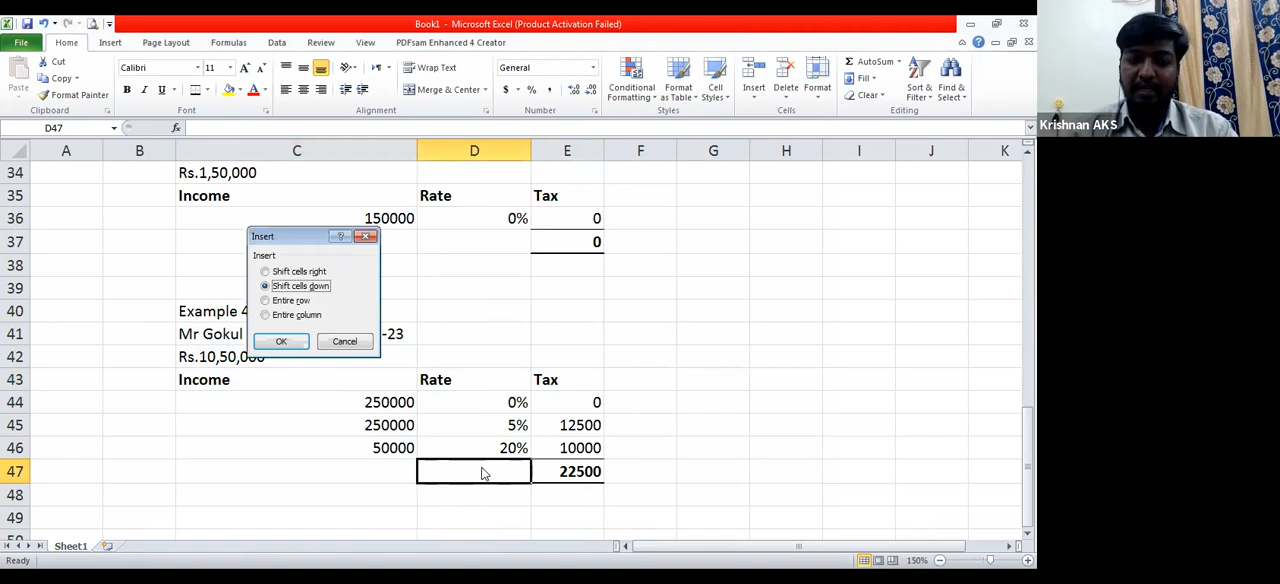 Book1 - Microsoft Excel (Product Activation Failed)
File Home Insert Page Layout Formulas Data Review View PDFsam Enhanced 4 Creator
Paste
Cut
Copy
Format Painter
Clipboard
Calibri 11
B I U
Font
Wrap Text
Merge & Center
Alignment
General
$ % ,
Number
Conditional Formatting
Format as Table
Cell Styles
Styles
Insert Delete Format
Cells
AutoSum
Fill
Clear
Sort & Filter
Find & Select
Editing
D47 fx
A B C D E F G H I J K
34 Rs.1,50,000
35 Income Rate Tax
36 150000 0% 0
37 0
38
39
40 Example 4
41 Mr Gokul -23
42 Rs.10,50,000
43 Income Rate Tax
44 250000 0% 0
45 250000 5% 12500
46 50000 20% 10000
47 22500
48
49
50
Insert
Insert
Shift cells right
Shift cells down
Entire row
Entire column
OK Cancel
Sheet1
Ready 150%
Krishnan AKS